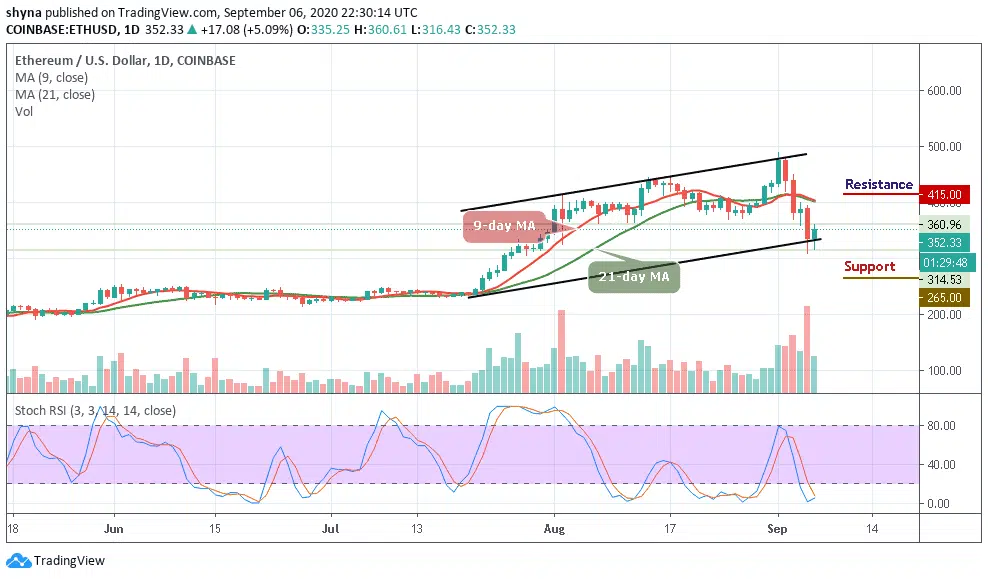 shyna published on TradingView.com, September 06, 2020 22:30:14 UTC
COINBASE:ETHUSD, 1D 352.33 ▲ +17.08 (+5.09%) O:335.25 H:360.61 L:316.43 C:352.33
Ethereum / U.S. Dollar, 1D, COINBASE
MA (9, close)
MA (21, close)
Vol
600.00
500.00
Resistance
415.00
400.00
9-day MA
360.96
352.33
01:29:48
Support
21-day MA
314.53
265.00
200.00
100.00
Stoch RSI (3, 3, 14, 14, close)
80.00
40.00
0.00
18 Jun 15 Jul 13 Aug 17 Sep 14
TradingView